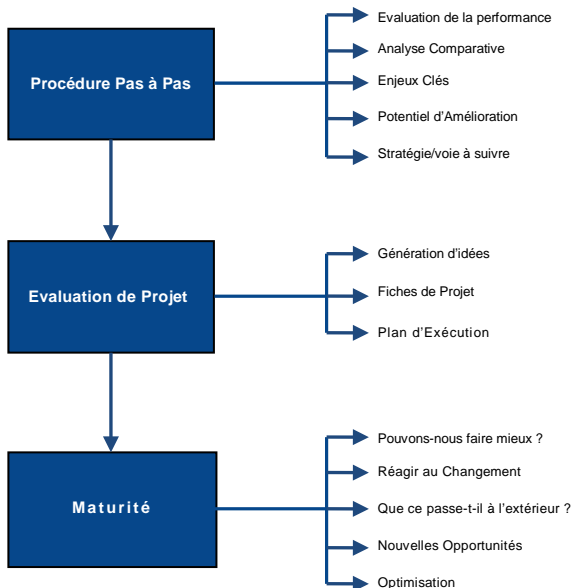 Procédure Pas à Pas
Evaluation de la performance
Analyse Comparative
Enjeux Clés
Potentiel d'Amélioration
Stratégie/voie à suivre
Evaluation de Projet
Génération d'idées
Fiches de Projet
Plan d'Exécution
Maturité
Pouvons-nous faire mieux ?
Réagir au Changement
Que ce passe-t-il à l'extérieur ?
Nouvelles Opportunités
Optimisation